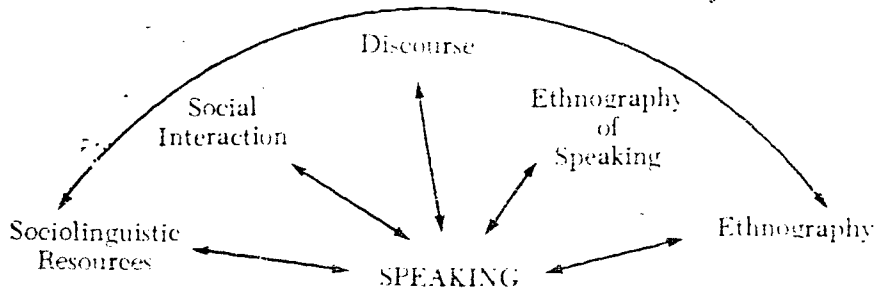 Discourse
Social
Interaction
Ethnography
of
Speaking
Sociolinguistic
Resources
SPEAKING
Ethnography